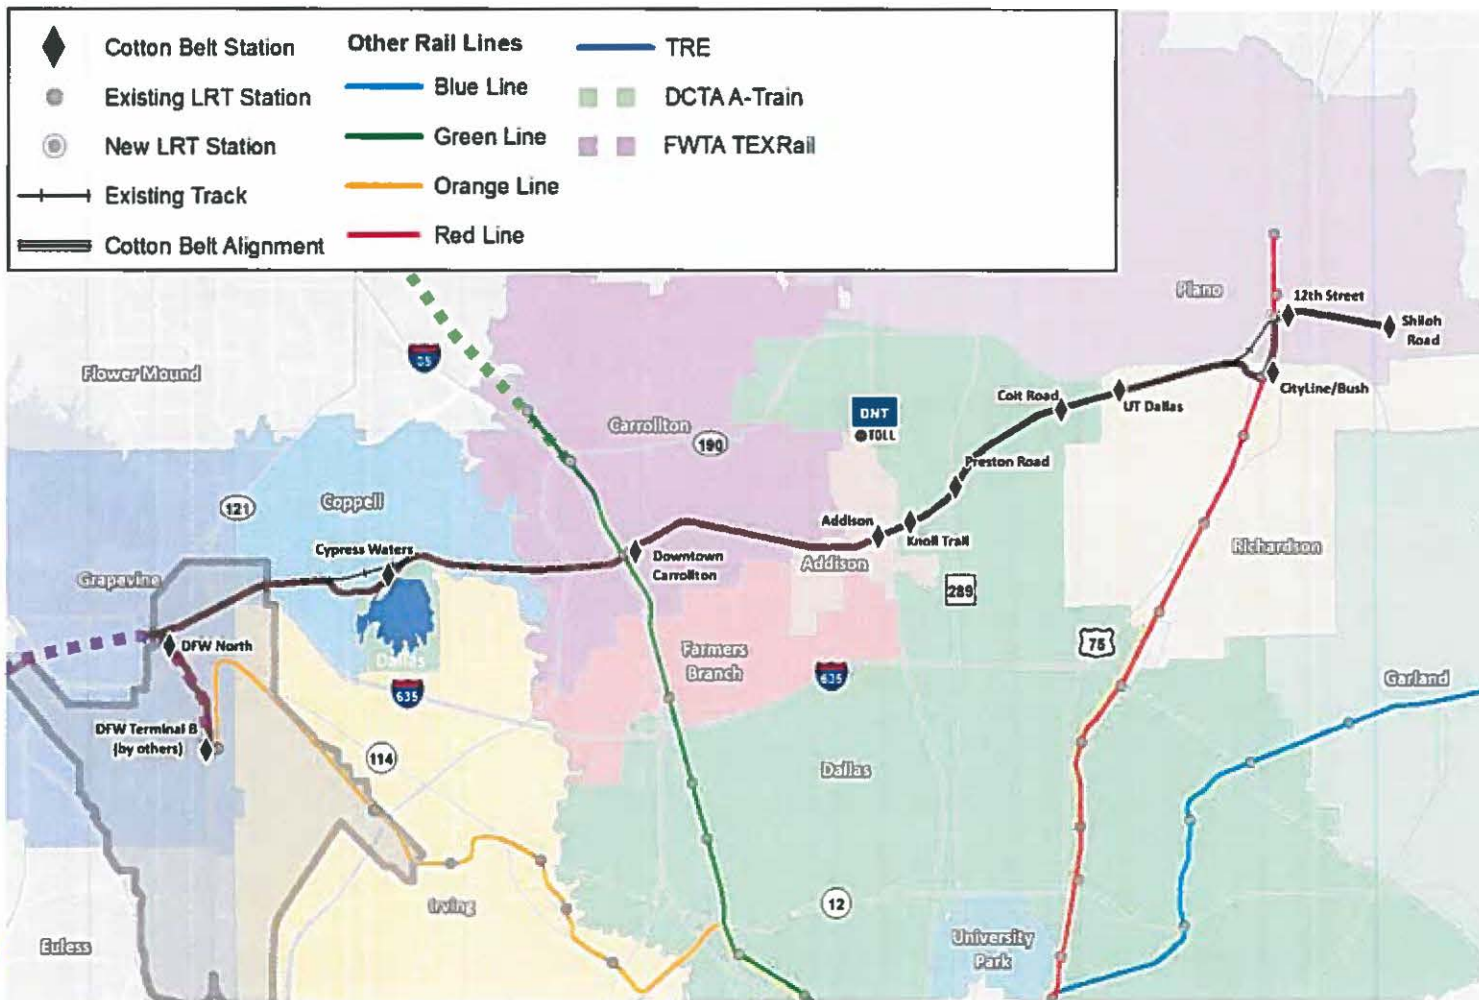 Cotton Belt Station
Existing LRT Station
New LRT Station
Existing Track
Cotton Belt Alignment
Other Rail Lines
Blue Line
Green Line
Orange Line
Red Line
TRE
DCTA A-Train
FWTA TEXRail
Plano
12th Street
Shiloh
Road
CityLine/Bush
35
Flower Mound
Carrollton
190
DNT
TOLL
Coit Road
UT Dallas
Preston Road
121
Coppell
Cypress Waters
Addison
Knoll Trail
Downtown
Carrollton
Addison
Richardson
Grapevine
289
DFW North
Dallas
Farmers
Branch
75
635
635
Garland
DFW Terminal B
(by others)
114
Dallas
12
Irving
Euless
University
Park